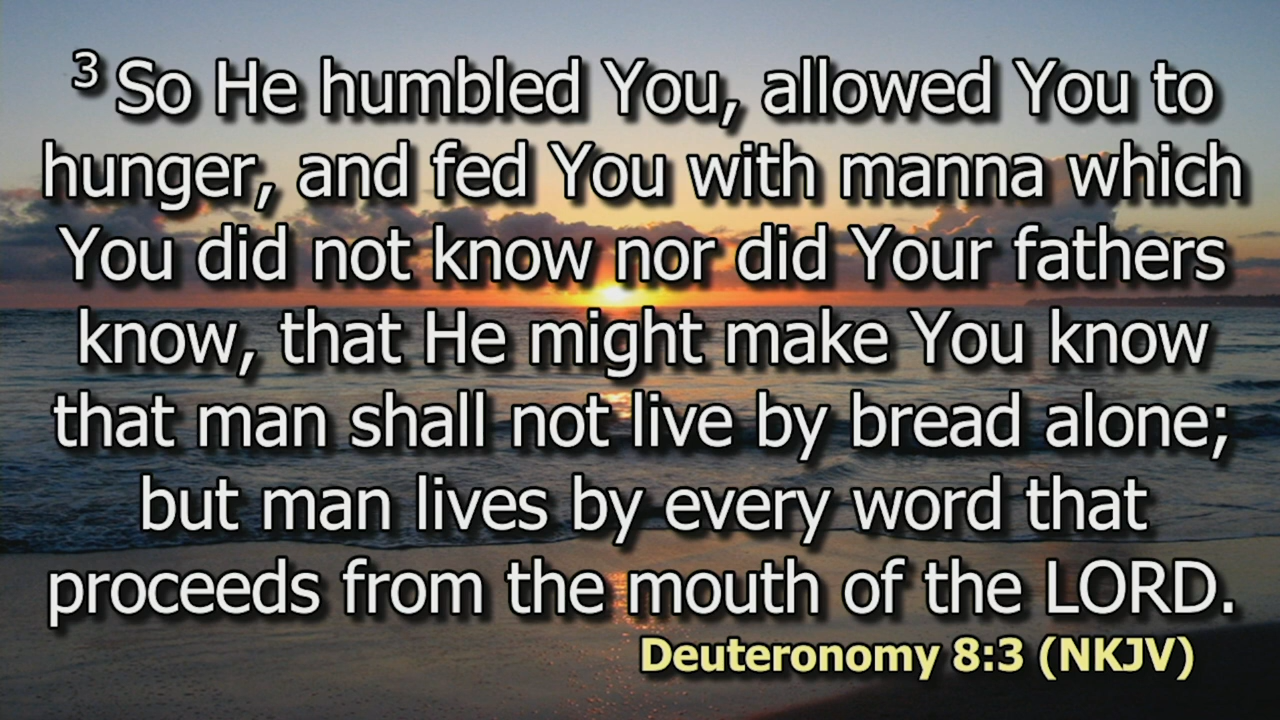 3 So He humbled You, allowed You to
hunger, and fed You with manna which
You did not know nor did Your fathers
know, that He might make You know
that man shall not live by bread alone;
but man lives by every word that
proceeds from the mouth of the LORD.
Deuteronomy 8:3 (NKJV)